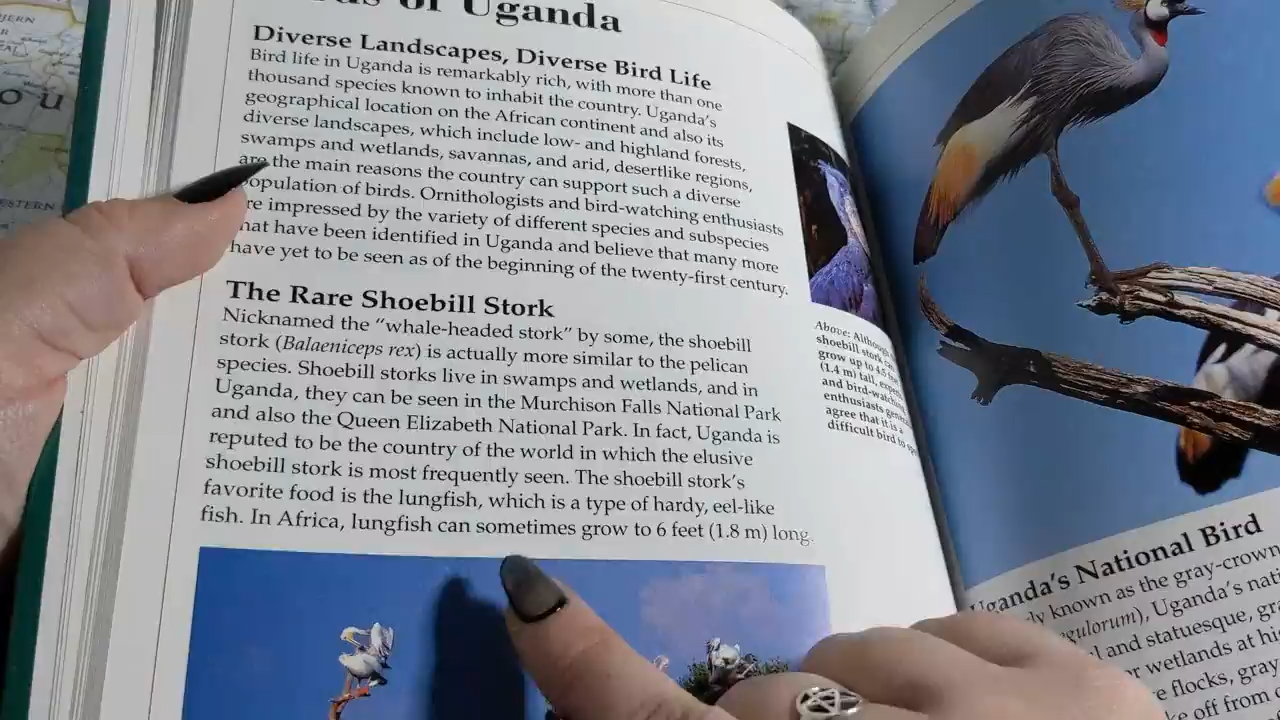 of Uganda
Diverse Landscapes, Diverse Bird Life
Bird life in Uganda is remarkably rich, with more than one
thousand species known to inhabit the country. Uganda's
geographical location on the African continent and also its
diverse landscapes, which include low- and highland forests,
swamps and wetlands, savannas, and arid, desertlike regions,
are the main reasons the country can support such a diverse
population of birds. Ornithologists and bird-watching enthusiasts
are impressed by the variety of different species and subspecies
that have been identified in Uganda and believe that many more
have yet to be seen as of the beginning of the twenty-first century.
The Rare Shoebill Stork
Nicknamed the “whale-headed stork” by some, the shoebill
stork (Balaeniceps rex) is actually more similar to the pelican
species. Shoebill storks live in swamps and wetlands, and in
Uganda, they can be seen in the Murchison Falls National Park
and also the Queen Elizabeth National Park. In fact, Uganda is
reputed to be the country of the world in which the elusive
shoebill stork is most frequently seen. The shoebill stork's
favorite food is the lungfish, which is a type of hardy, eel-like
fish. In Africa, lungfish can sometimes grow to 6 feet (1.8 m) long.
Above: Although
shoebill stork
grow up to 4.5
(1.4 m) tall,
and bird-watching
enthusiasts
agree that it is a
difficult bird to
Uganda's National Bird
known as the gray-crown
Uganda's
and statuesque,
or wetlands at
flocks, gray
off from